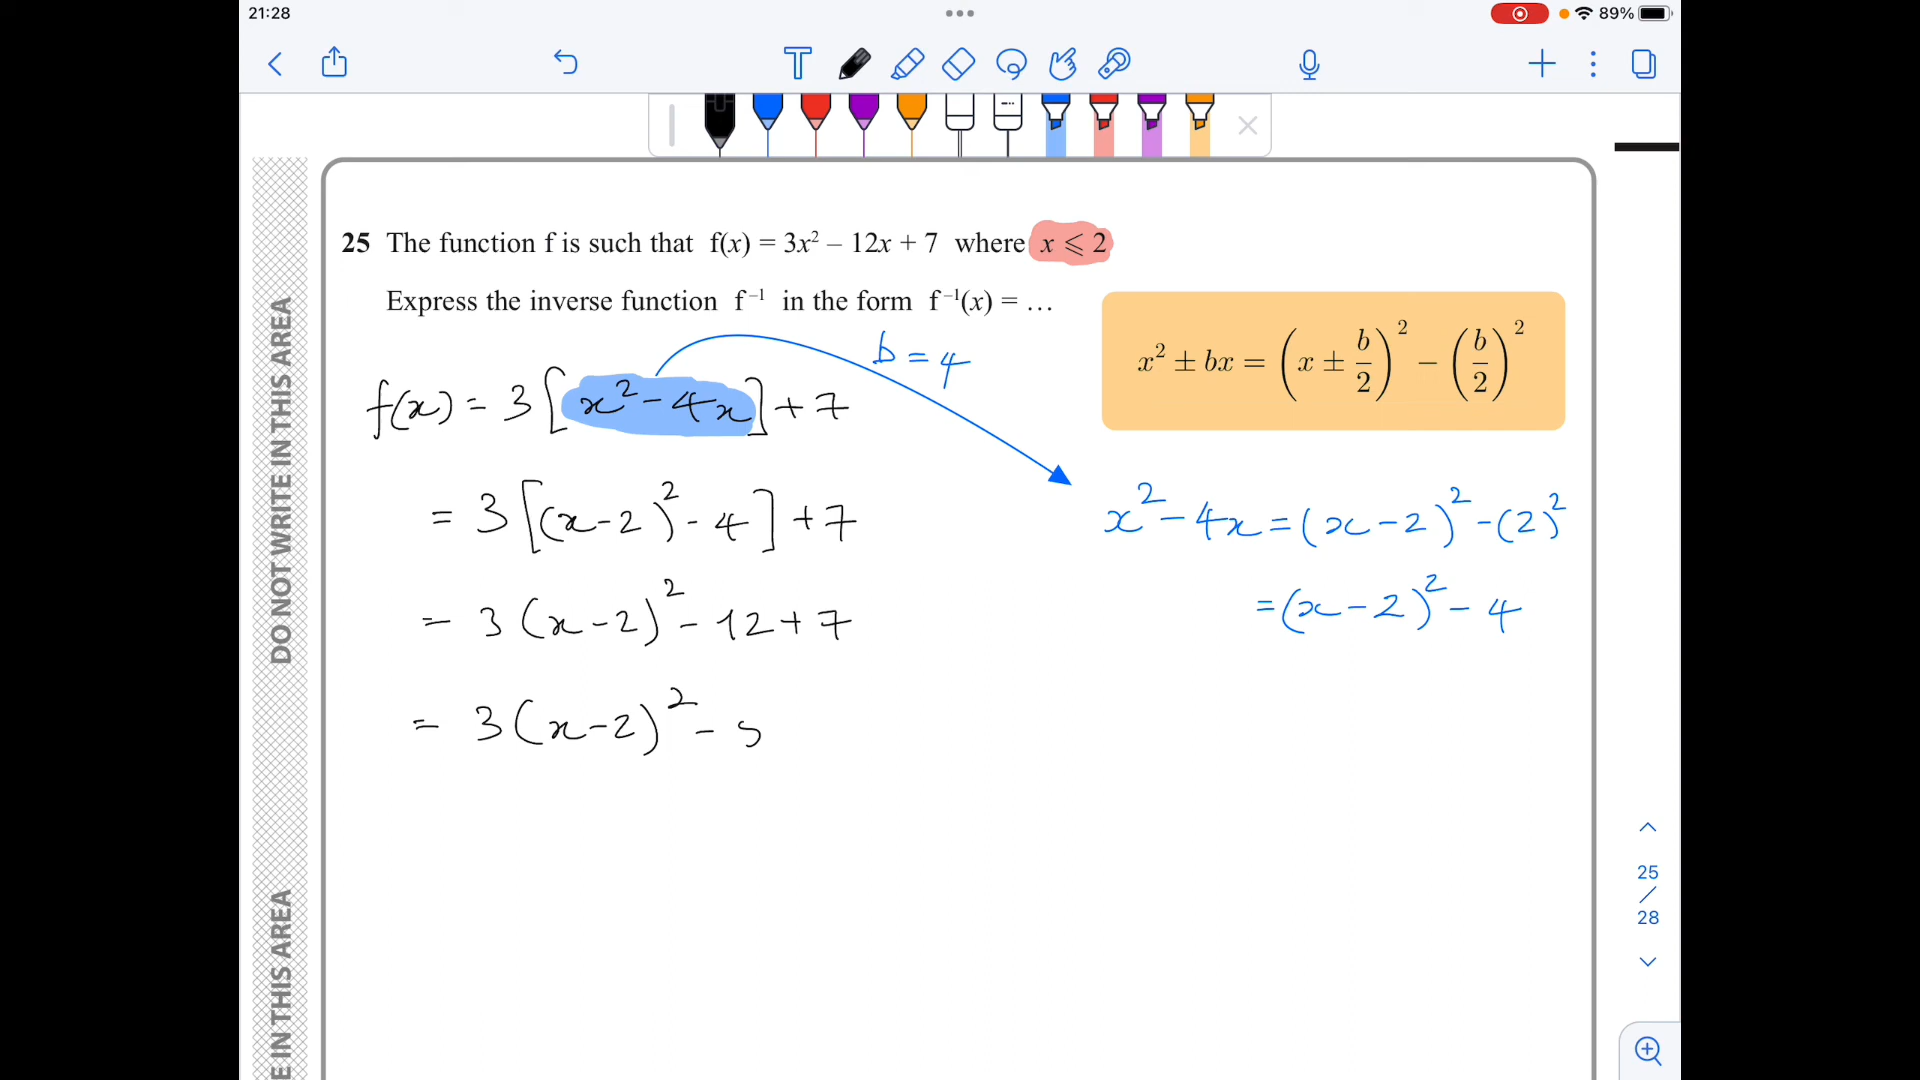 21:28
89%
25 The function f is such that f(x) = 3x² – 12x + 7 where x ⩽ 2
Express the inverse function f⁻¹ in the form f⁻¹(x) = …
x² ± bx = (x ± b/2)² − (b/2)²
b = 4
f(x) = 3[x² − 4x] + 7
= 3[(x − 2)² − 4] + 7
x² − 4x = (x − 2)² − (2)²
= (x − 2)² − 4
= 3(x − 2)² − 12 + 7
= 3(x − 2)² − 5
DO NOT WRITE IN THIS AREA
E IN THIS AREA
25
/
28